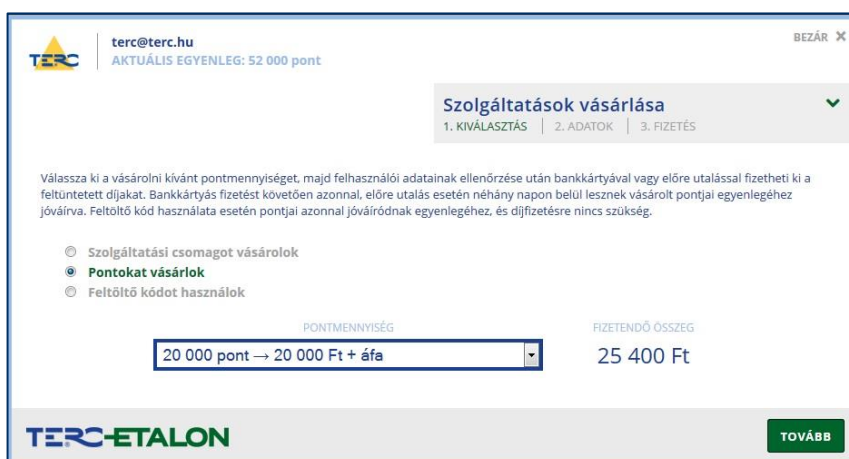 TERC
terc@terc.hu
AKTUÁLIS EGYENLEG: 52 000 pont
BEZÁR ✕
Szolgáltatások vásárlása
1. KIVÁLASZTÁS | 2. ADATOK | 3. FIZETÉS
Válassza ki a vásárolni kívánt pontmennyiséget, majd felhasználói adatainak ellenőrzése után bankkártyával vagy előre utalással fizetheti ki a
feltüntetett díjakat. Bankkártyás fizetést követően azonnal, előre utalás esetén néhány napon belül lesznek vásárolt pontjai egyenlegéhez
jóváírva. Feltöltő kód használata esetén pontjai azonnal jóváíródnak egyenlegéhez, és díjfizetésre nincs szükség.
Szolgáltatási csomagot vásárolok
Pontokat vásárlok
Feltöltő kódot használok
PONTMENNYISÉG
FIZETENDŐ ÖSSZEG
20 000 pont → 20 000 Ft + áfa
25 400 Ft
TERC-ETALON
TOVÁBB